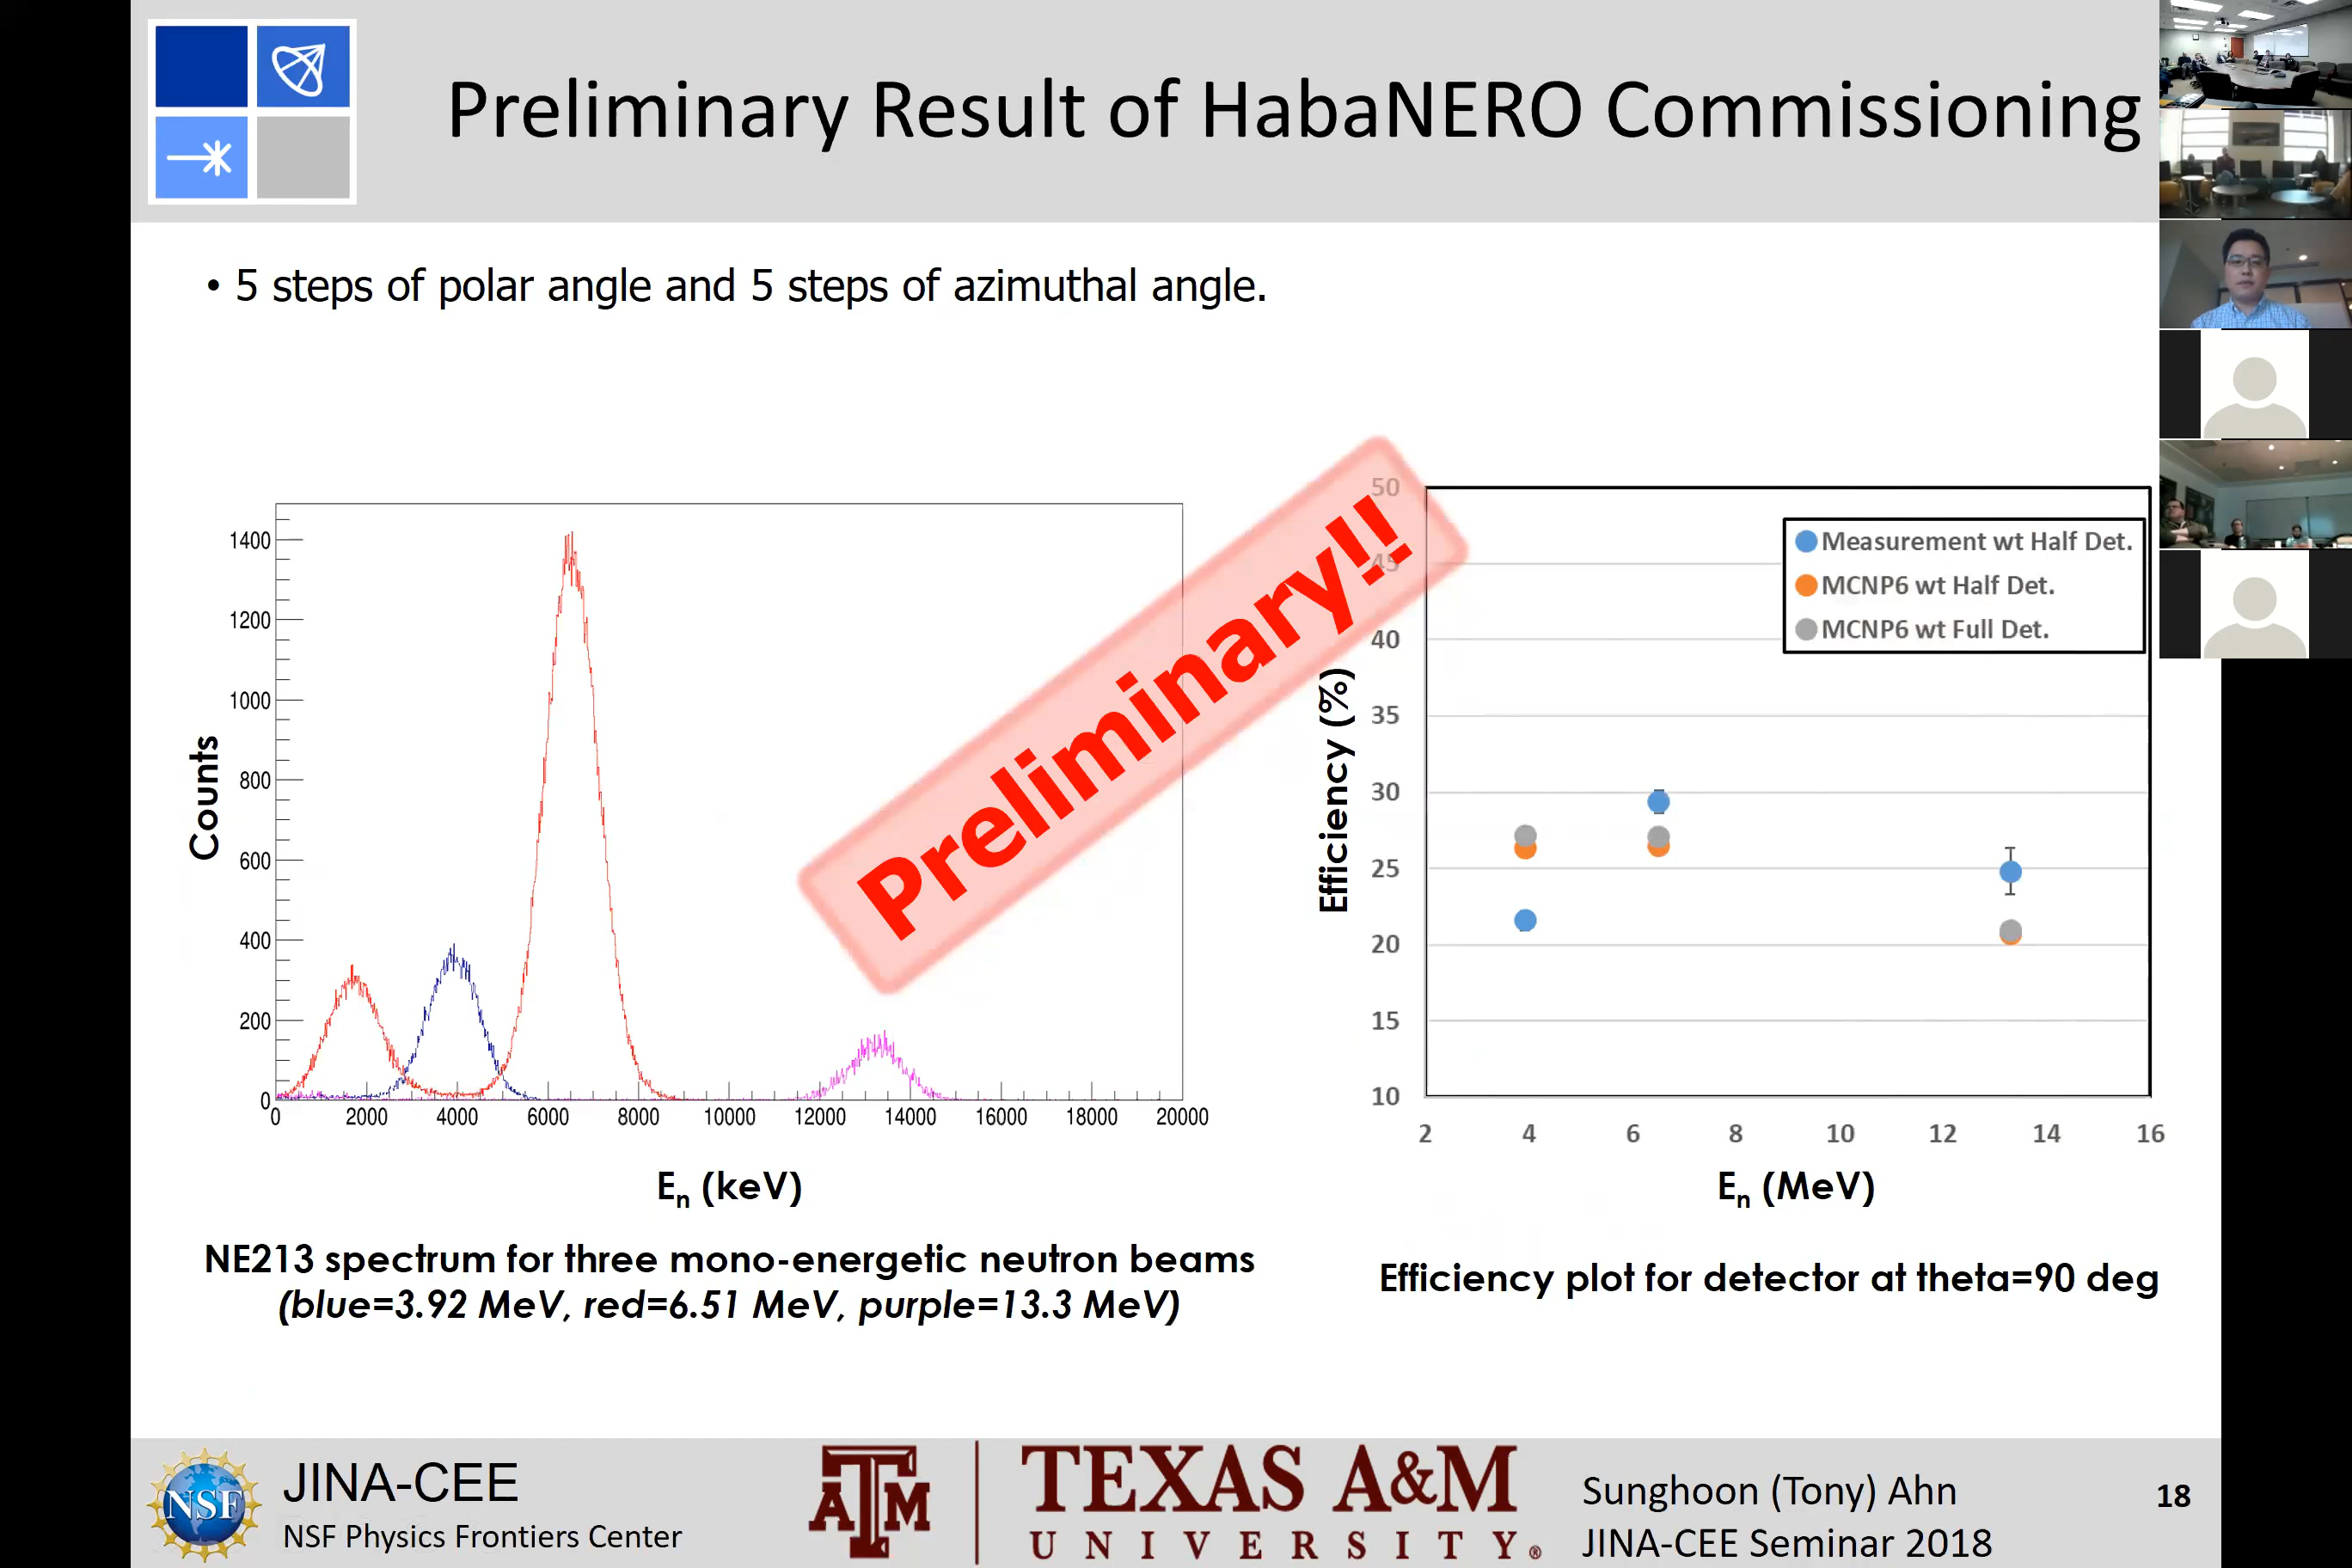 Preliminary Result of HabaNERO Commissioning
• 5 steps of polar angle and 5 steps of azimuthal angle.
Preliminary!!
Counts
1400
1200
1000
800
600
400
200
0
0 2000 4000 6000 8000 10000 12000 14000 16000 18000 20000
En (keV)
NE213 spectrum for three mono-energetic neutron beams
(blue=3.92 MeV, red=6.51 MeV, purple=13.3 MeV)
Efficiency (%)
50
45
40
35
30
25
20
15
10
2 4 6 8 10 12 14 16
Measurement wt Half Det.
MCNP6 wt Half Det.
MCNP6 wt Full Det.
En (MeV)
Efficiency plot for detector at theta=90 deg
NSF
JINA-CEE
NSF Physics Frontiers Center
ATM
TEXAS A&M
UNIVERSITY®
Sunghoon (Tony) Ahn
JINA-CEE Seminar 2018
18